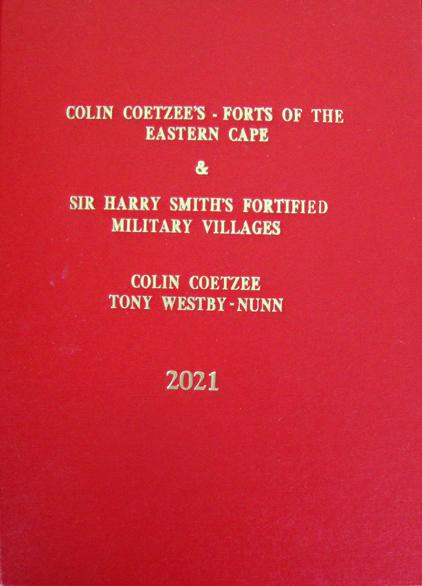 COLIN COETZEE'S - FORTS OF THE
EASTERN CAPE
&
SIR HARRY SMITH'S FORTIFIED
MILITARY VILLAGES
COLIN COETZEE
TONY WESTBY-NUNN
2021